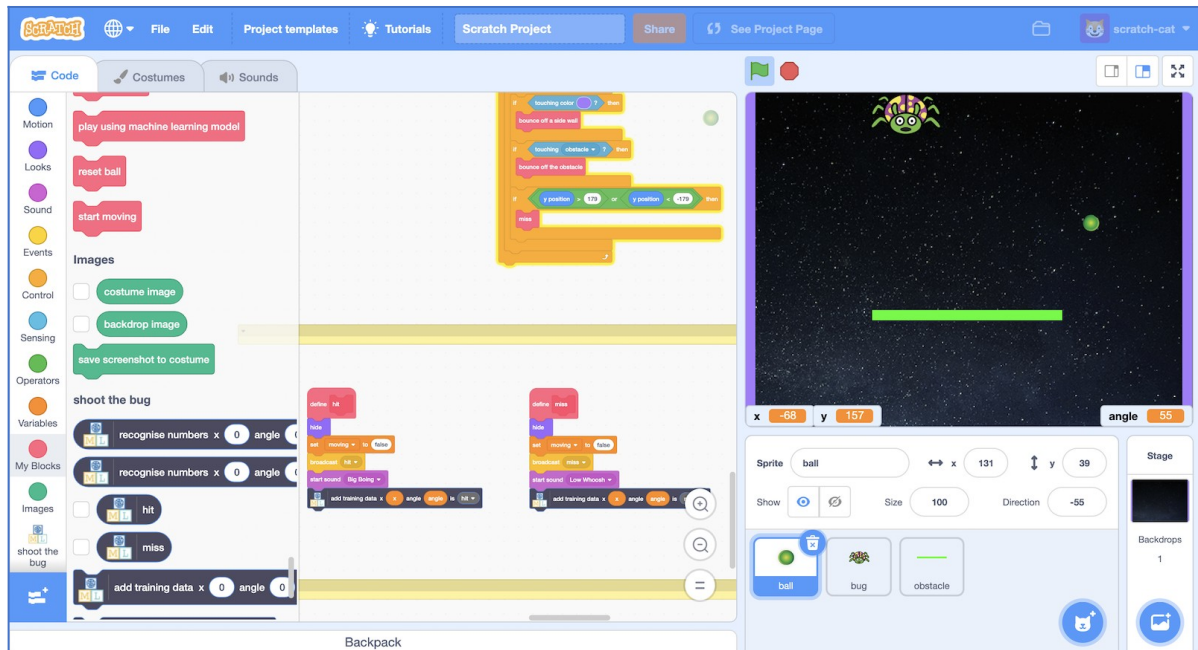 SCRATCH
File Edit Project templates Tutorials Scratch Project Share See Project Page scratch-cat
Code Costumes Sounds
Motion
Looks
Sound
Events
Control
Sensing
Operators
Variables
My Blocks
Images
shoot the
bug
play using machine learning model
reset ball
start moving
Images
costume image
backdrop image
save screenshot to costume
shoot the bug
ML recognise numbers x 0 angle
ML recognise numbers x 0 angle
ML hit
ML miss
ML add training data x 0 angle 0
if touching color ? then
bounce off a side wall
if touching obstacle ? then
bounce off the obstacle
if y position > 179 or y position < -179 then
miss
define hit
hide
set moving to false
broadcast hit
start sound Big Boing
add training data x x angle angle is hit
define miss
hide
set moving to false
broadcast miss
start sound Low Whoosh
add training data x x angle angle is
Backpack
x -68 y 157 angle 55
Sprite ball x 131 y 39
Show Size 100 Direction -55
ball bug obstacle
Stage
Backdrops
1